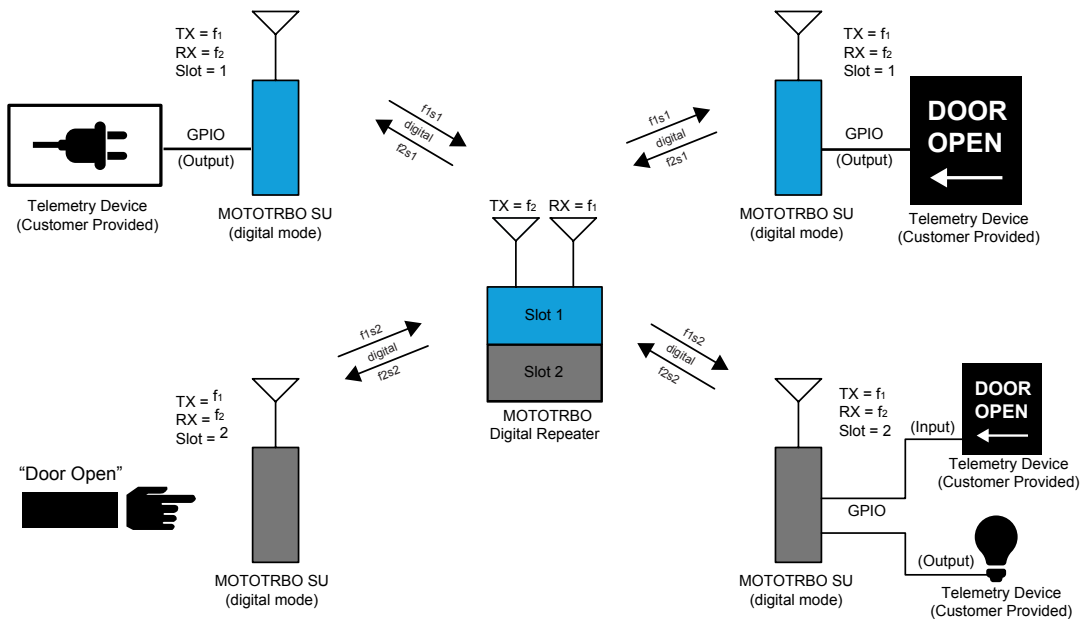 TX = f1
RX = f2
Slot = 1
GPIO
(Output)
Telemetry Device
(Customer Provided)
MOTOTRBO SU
(digital mode)
f1s1
digital
f2s1
TX = f2 RX = f1
Slot 1
Slot 2
MOTOTRBO
Digital Repeater
f1s1
digital
f2s1
TX = f1
RX = f2
Slot = 1
GPIO
(Output)
DOOR
OPEN
Telemetry Device
(Customer Provided)
MOTOTRBO SU
(digital mode)
f1s2
digital
f2s2
TX = f1
RX = f2
Slot = 2
“Door Open”
MOTOTRBO SU
(digital mode)
f1s2
digital
f2s2
TX = f1
RX = f2
Slot = 2
(Input)
DOOR
OPEN
Telemetry Device
(Customer Provided)
GPIO
(Output)
Telemetry Device
(Customer Provided)
MOTOTRBO SU
(digital mode)